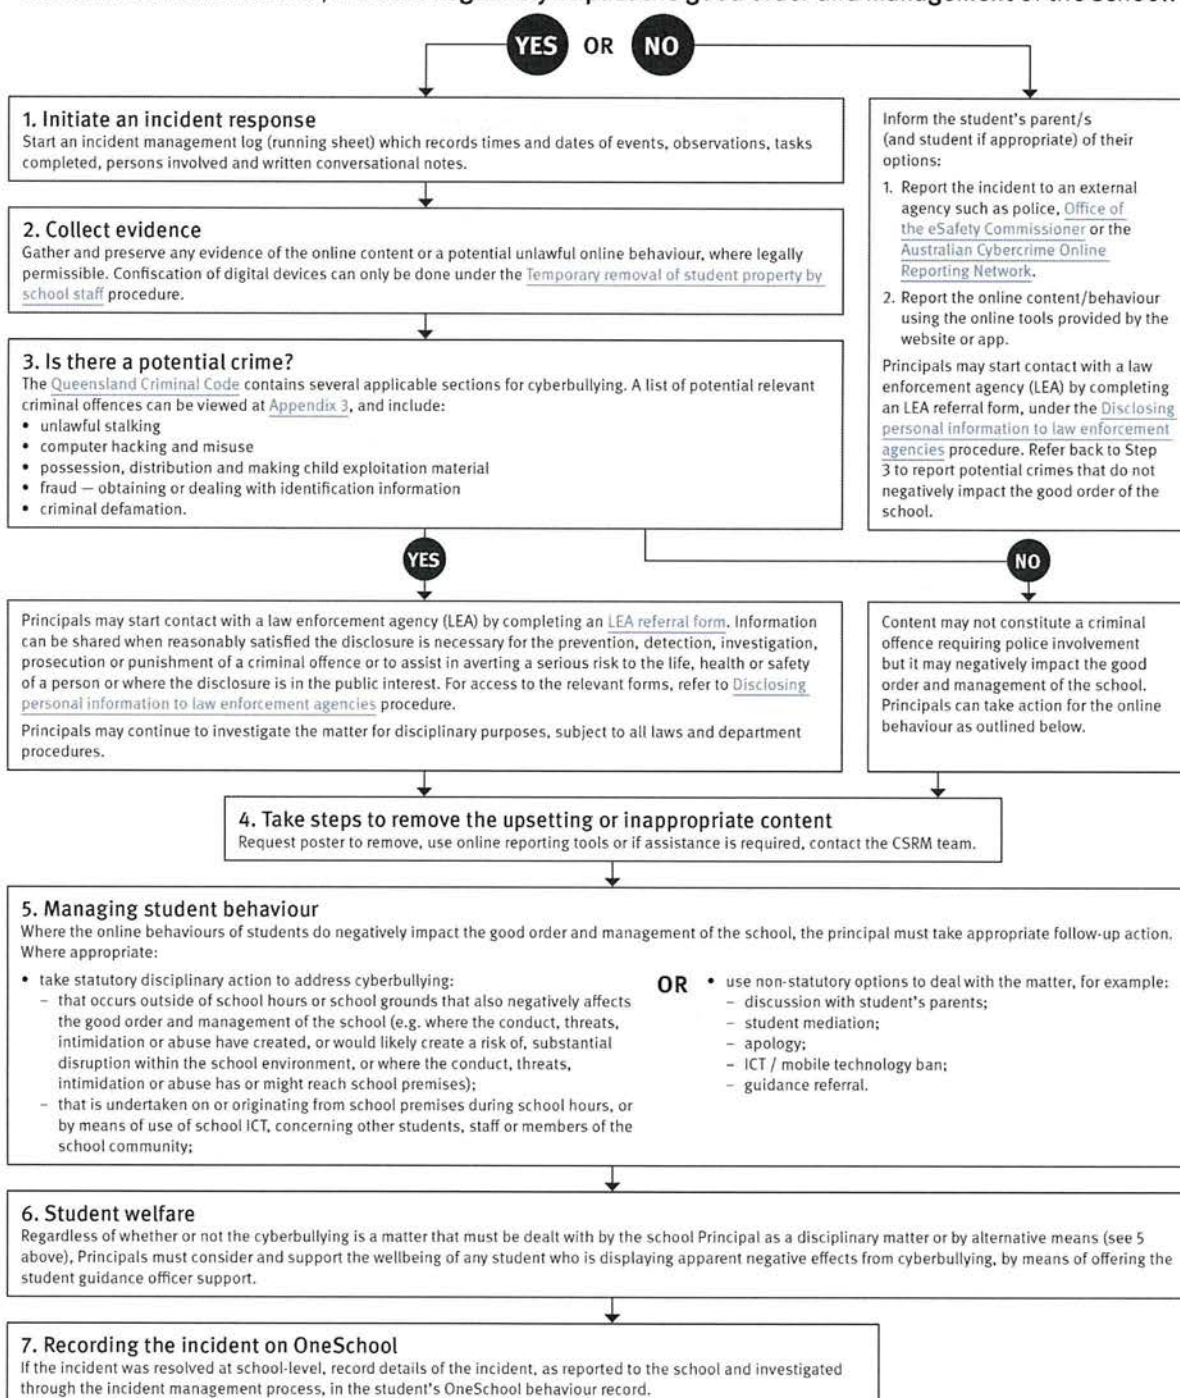 negatively impact the good order and management of the School?
YES OR NO
1. Initiate an incident response
Start an incident management log (running sheet) which records times and dates of events, observations, tasks
completed, persons involved and written conversational notes.
2. Collect evidence
Gather and preserve any evidence of the online content or a potential unlawful online behaviour, where legally
permissible. Confiscation of digital devices can only be done under the Temporary removal of student property by
school staff procedure.
3. Is there a potential crime?
The Queensland Criminal Code contains several applicable sections for cyberbullying. A list of potential relevant
criminal offences can be viewed at Appendix 3, and include:
• unlawful stalking
• computer hacking and misuse
• possession, distribution and making child exploitation material
• fraud — obtaining or dealing with identification information
• criminal defamation.
Inform the student's parent/s
(and student if appropriate) of their
options:
1. Report the incident to an external
agency such as police, Office of
the eSafety Commissioner or the
Australian Cybercrime Online
Reporting Network.
2. Report the online content/behaviour
using the online tools provided by the
website or app.
Principals may start contact with a law
enforcement agency (LEA) by completing
an LEA referral form, under the Disclosing
personal information to law enforcement
agencies procedure. Refer back to Step
3 to report potential crimes that do not
negatively impact the good order of the
school.
YES
NO
Principals may start contact with a law enforcement agency (LEA) by completing an LEA referral form. Information
can be shared when reasonably satisfied the disclosure is necessary for the prevention, detection, investigation,
prosecution or punishment of a criminal offence or to assist in averting a serious risk to the life, health or safety
of a person or where the disclosure is in the public interest. For access to the relevant forms, refer to Disclosing
personal information to law enforcement agencies procedure.
Principals may continue to investigate the matter for disciplinary purposes, subject to all laws and department
procedures.
Content may not constitute a criminal
offence requiring police involvement
but it may negatively impact the good
order and management of the school.
Principals can take action for the online
behaviour as outlined below.
4. Take steps to remove the upsetting or inappropriate content
Request poster to remove, use online reporting tools or if assistance is required, contact the CSRM team.
5. Managing student behaviour
Where the online behaviours of students do negatively impact the good order and management of the school, the principal must take appropriate follow-up action.
Where appropriate:
• take statutory disciplinary action to address cyberbullying:
– that occurs outside of school hours or school grounds that also negatively affects
the good order and management of the school (e.g. where the conduct, threats,
intimidation or abuse have created, or would likely create a risk of, substantial
disruption within the school environment, or where the conduct, threats,
intimidation or abuse has or might reach school premises);
– that is undertaken on or originating from school premises during school hours, or
by means of use of school ICT, concerning other students, staff or members of the
school community;
OR
• use non-statutory options to deal with the matter, for example:
– discussion with student's parents;
– student mediation;
– apology;
– ICT / mobile technology ban;
– guidance referral.
6. Student welfare
Regardless of whether or not the cyberbullying is a matter that must be dealt with by the school Principal as a disciplinary matter or by alternative means (see 5
above), Principals must consider and support the wellbeing of any student who is displaying apparent negative effects from cyberbullying, by means of offering the
student guidance officer support.
7. Recording the incident on OneSchool
If the incident was resolved at school-level, record details of the incident, as reported to the school and investigated
through the incident management process, in the student's OneSchool behaviour record.